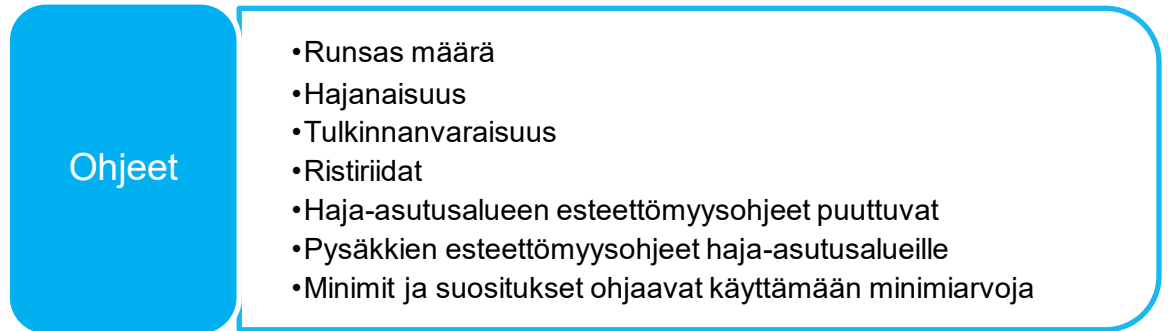 Ohjeet
•Runsas määrä
•Hajanaisuus
•Tulkinnanvaraisuus
•Ristiriidat
•Haja-asutusalueen esteettömyysohjeet puuttuvat
•Pysäkkien esteettömyysohjeet haja-asutusalueille
•Minimit ja suositukset ohjaavat käyttämään minimiarvoja